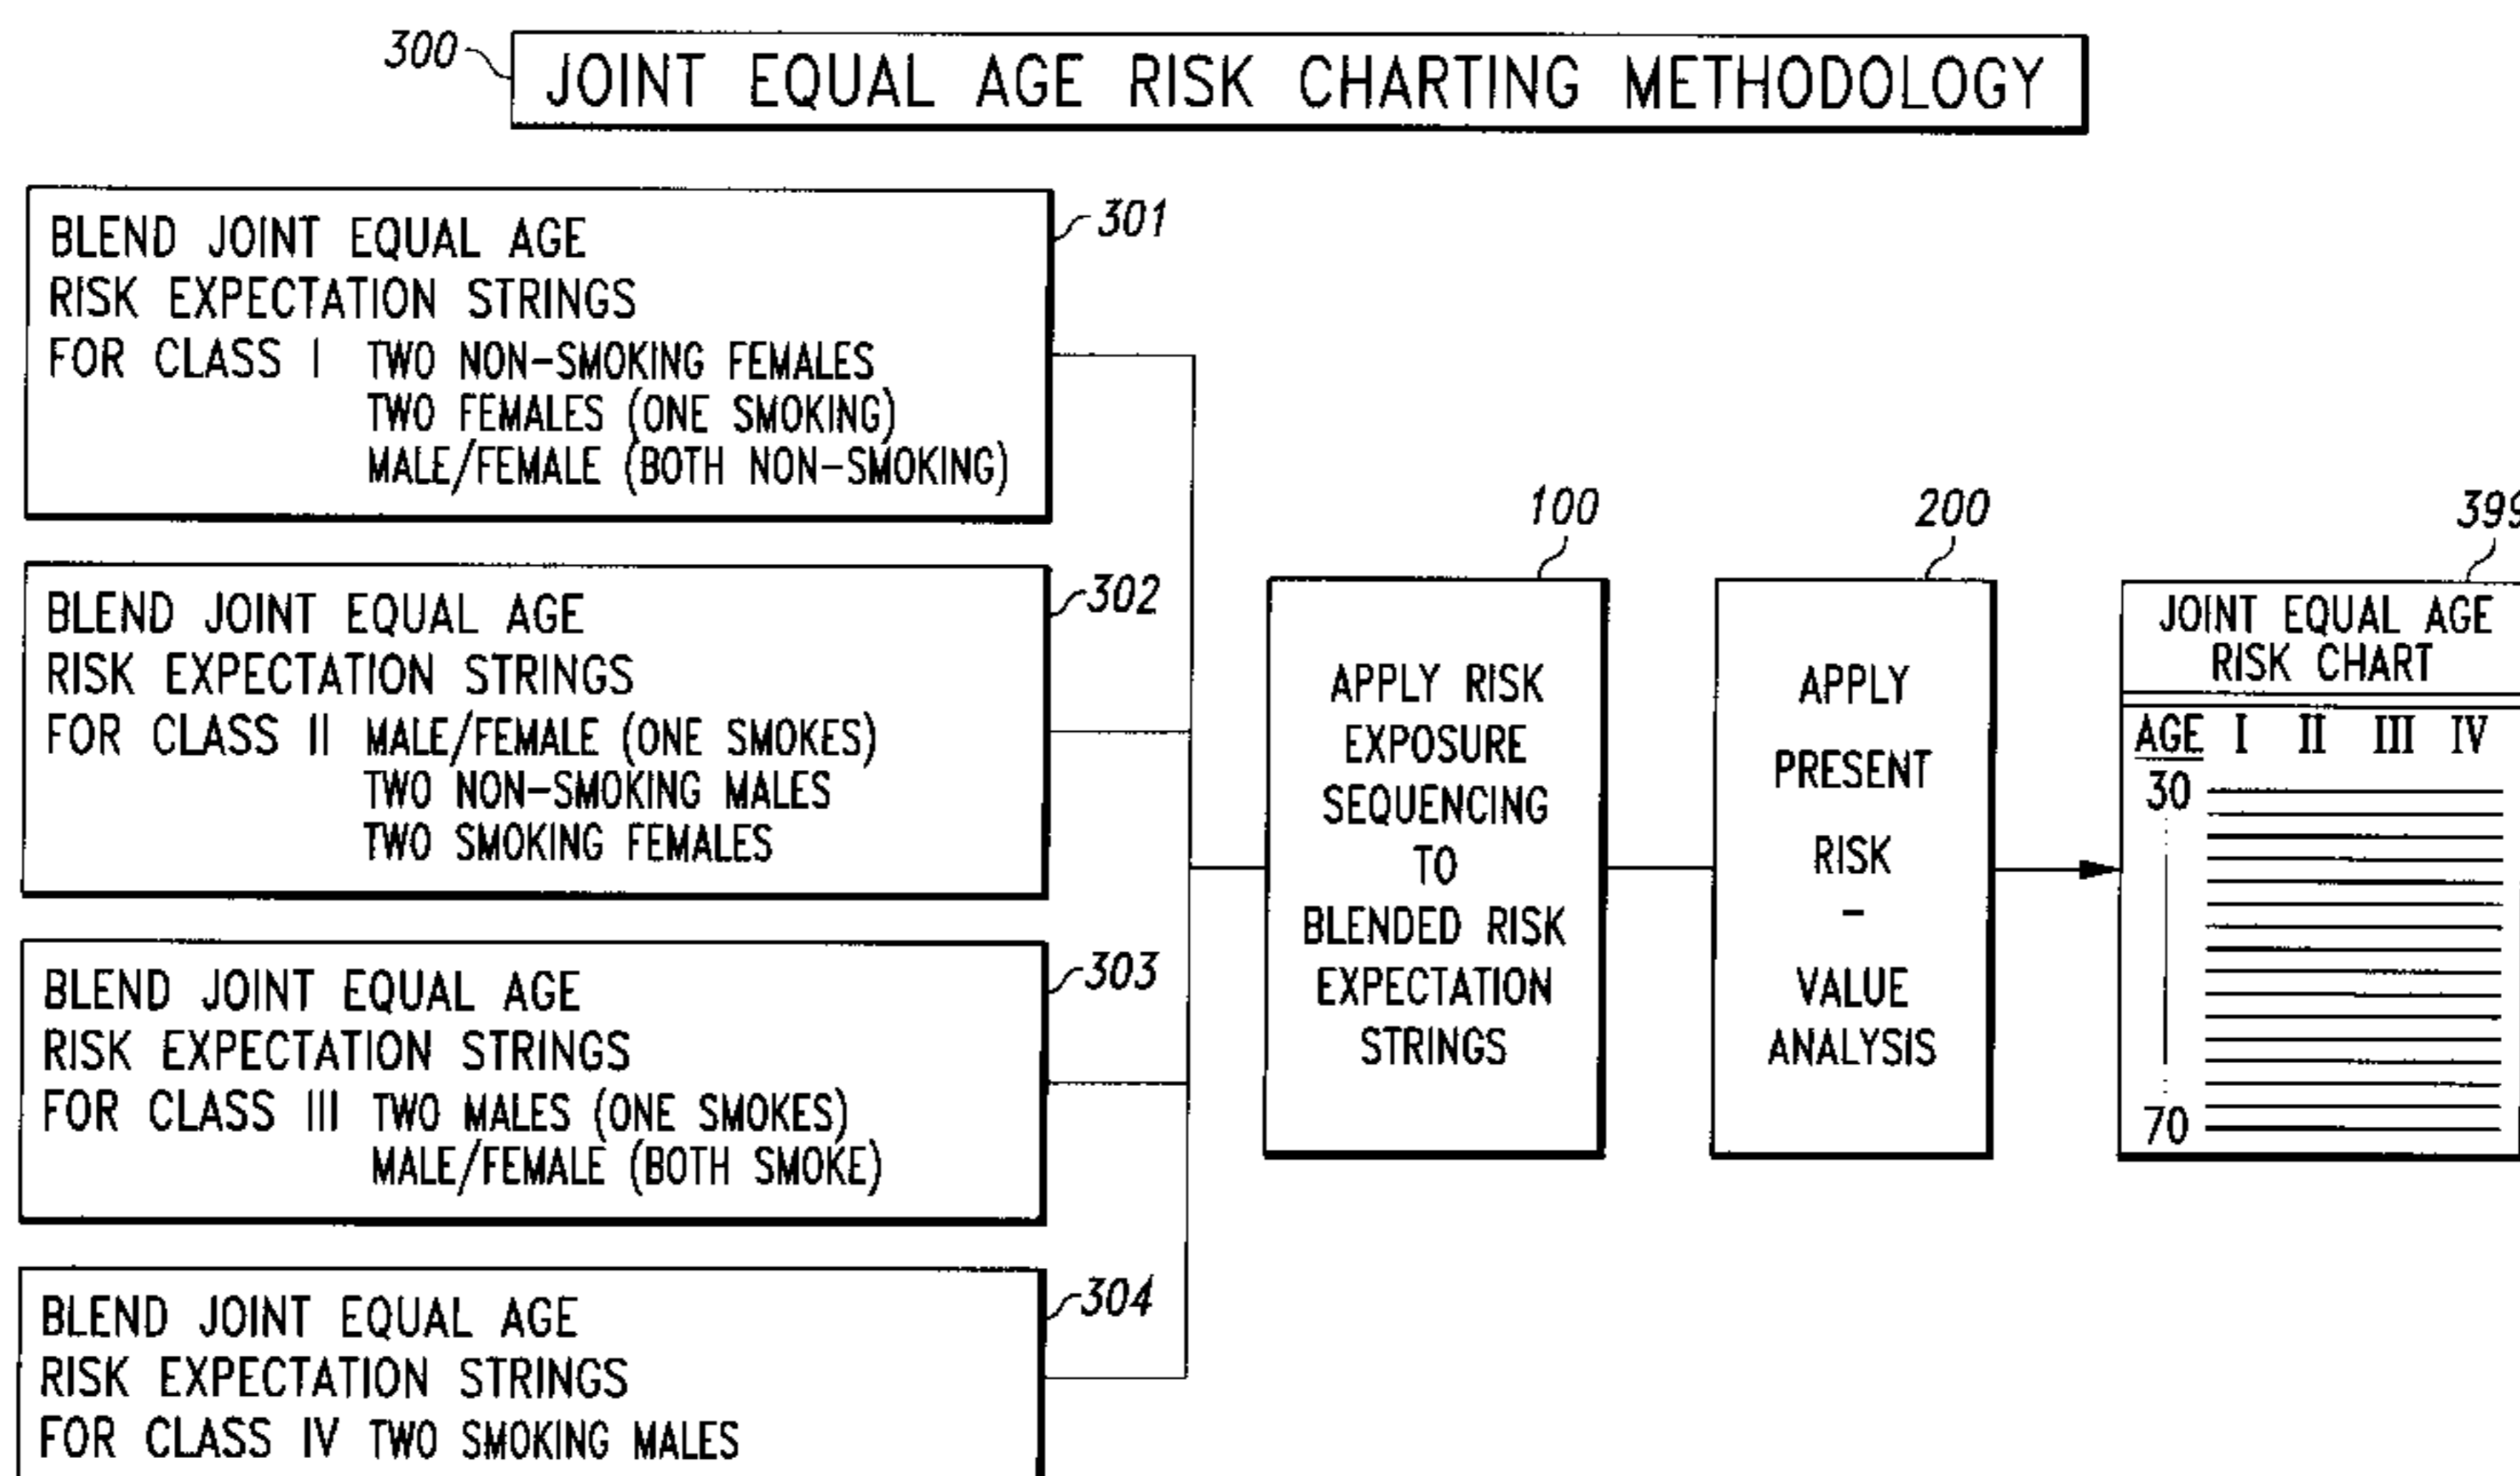 300
JOINT EQUAL AGE RISK CHARTING METHODOLOGY
BLEND JOINT EQUAL AGE
RISK EXPECTATION STRINGS
FOR CLASS I TWO NON-SMOKING FEMALES
TWO FEMALES (ONE SMOKING)
MALE/FEMALE (BOTH NON-SMOKING)
301
BLEND JOINT EQUAL AGE
RISK EXPECTATION STRINGS
FOR CLASS II MALE/FEMALE (ONE SMOKES)
TWO NON-SMOKING MALES
TWO SMOKING FEMALES
302
BLEND JOINT EQUAL AGE
RISK EXPECTATION STRINGS
FOR CLASS III TWO MALES (ONE SMOKES)
MALE/FEMALE (BOTH SMOKE)
303
BLEND JOINT EQUAL AGE
RISK EXPECTATION STRINGS
FOR CLASS IV TWO SMOKING MALES
304
100
APPLY RISK
EXPOSURE
SEQUENCING
TO
BLENDED RISK
EXPECTATION
STRINGS
200
APPLY
PRESENT
RISK
-
VALUE
ANALYSIS
399
JOINT EQUAL AGE
RISK CHART
AGE I II III IV
30
70